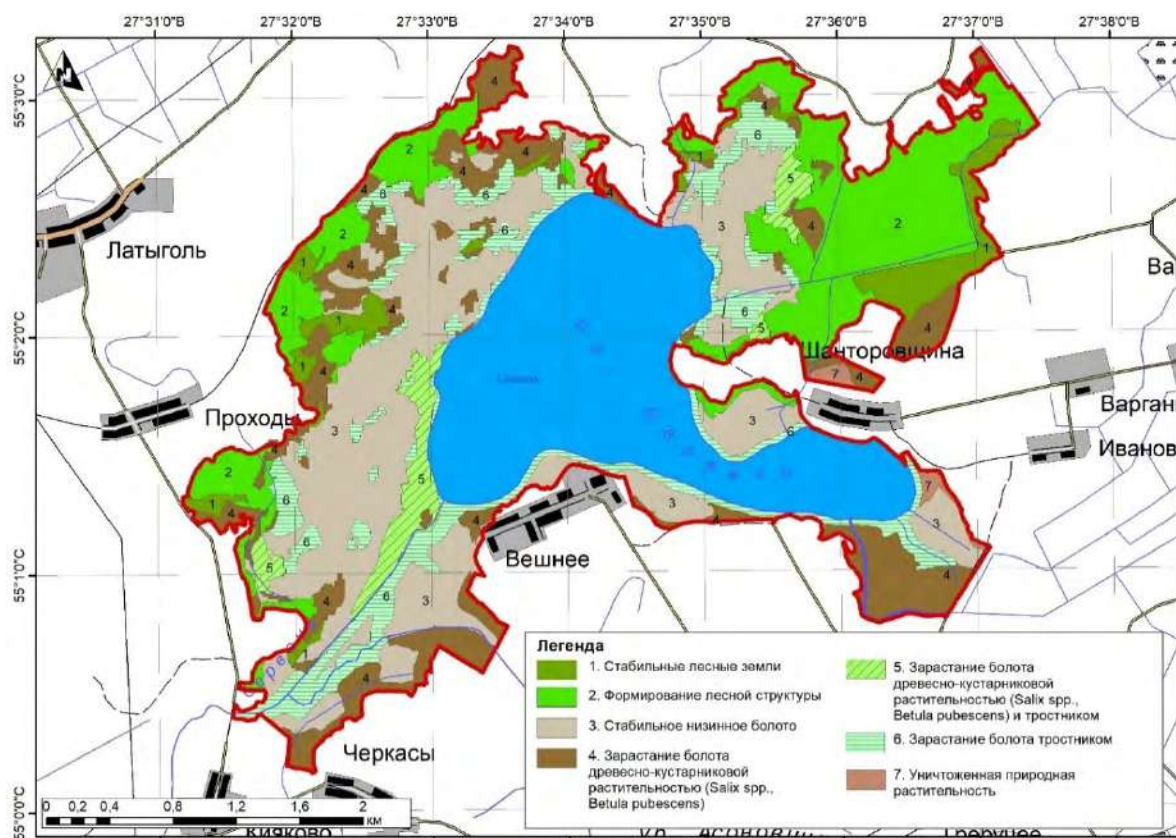 27°31'0"В 27°32'0"В 27°33'0"В 27°34'0"В 27°35'0"В 27°36'0"В 27°37'0"В 27°38'0"В
55°3'0"С
55°2'0"С
55°1'0"С
55°0'0"С
Латыголь
Проходы
Шанторовщина
Ва
Варган
Иванов
Вешнее
Черкасы
Кияково
Легенда
1. Стабильные лесные земли
2. Формирование лесной структуры
3. Стабильное низинное болото
4. Зарастание болота
древесно-кустарниковой
растительностью (Salix spp.,
Betula pubescens)
5. Зарастание болота
древесно-кустарниковой
растительностью (Salix spp.,
Betula pubescens) и тростником
6. Зарастание болота тростником
7. Уничтоженная природная
растительность
0 0,2 0,4 0,8 1,2 1,6 2
км